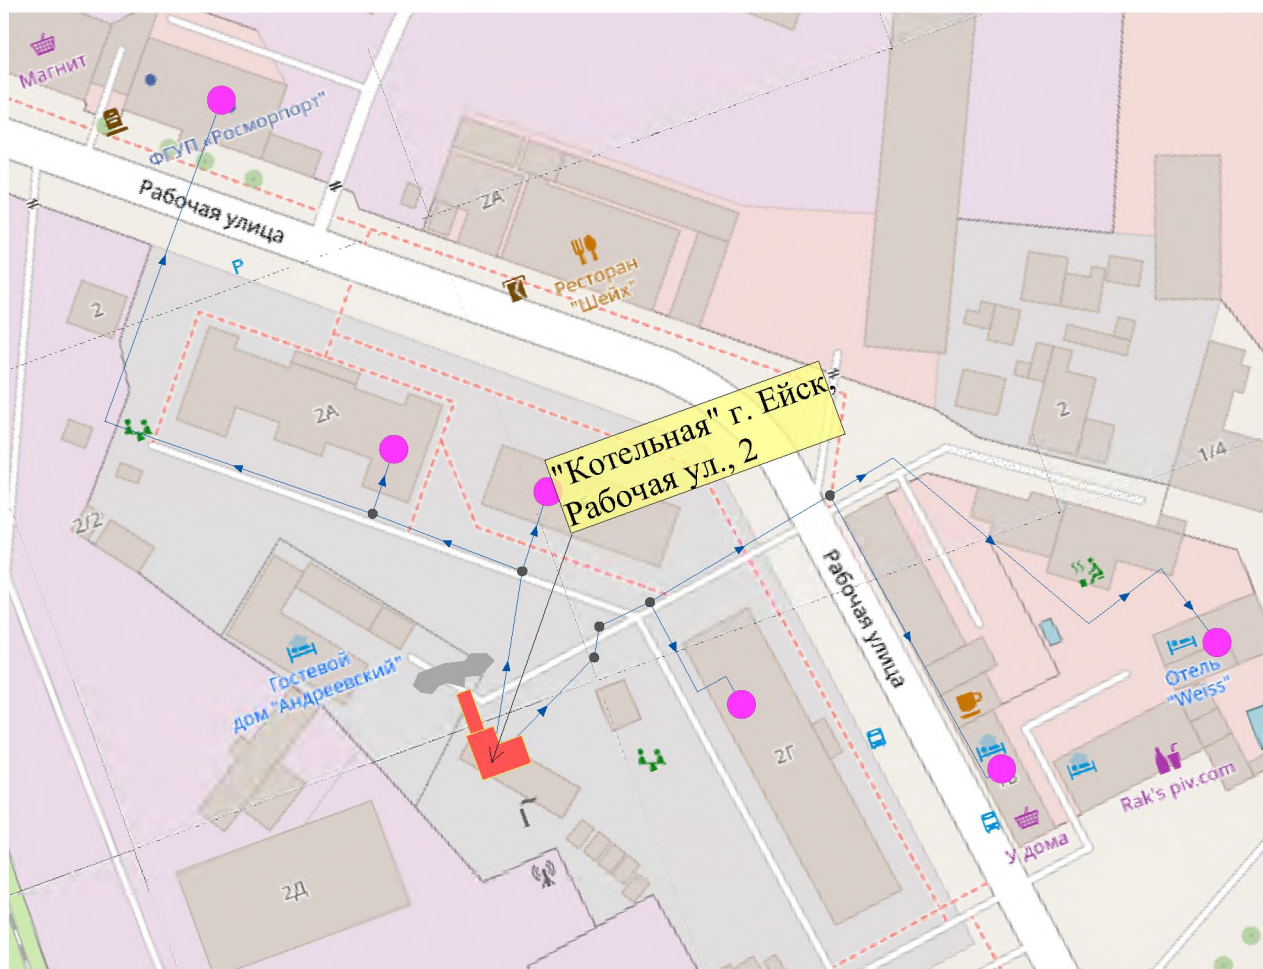 Магнит
ФГУП «Росморпорт"
Рабочая улица
P
2А
Ресторан
"Шейх"
2
2А
"Котельная" г. Ейск,
Рабочая ул., 2
2
1/4
2/2
Рабочая улица
Гостевой
дом "Андреевский"
Отель
"Weiss"
2Г
Rak's piv.com
У дома
2Д